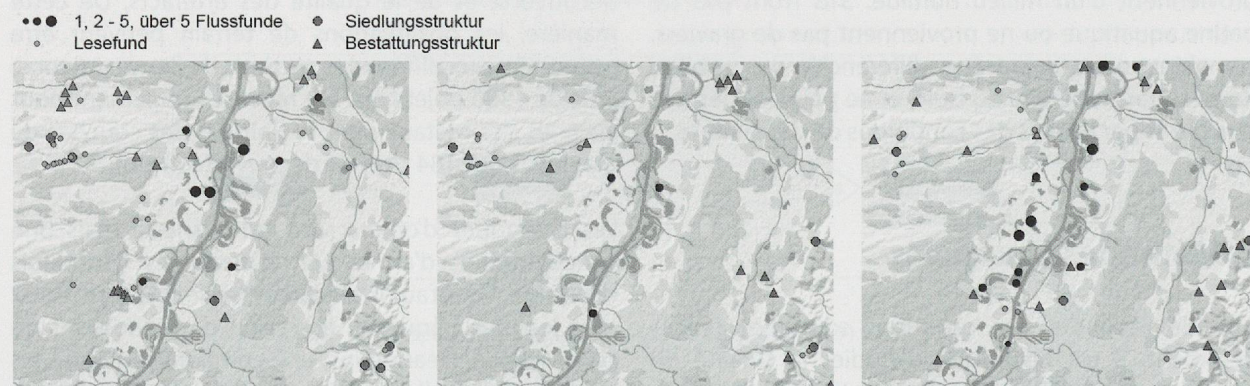 1, 2 - 5, über 5 Flussfunde
Siedlungsstruktur
Lesefund
Bestattungsstruktur